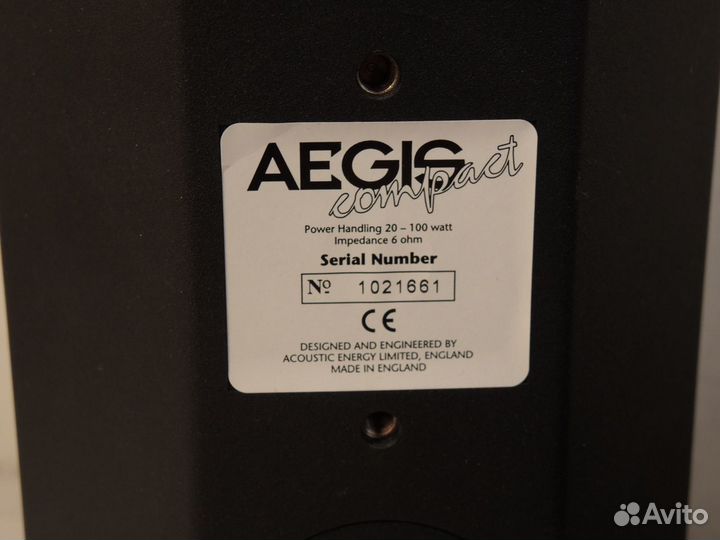 AEGIS
compact
Power Handling 20 – 100 watt
Impedance 6 ohm
Serial Number
Nº 1021661
CE
DESIGNED AND ENGINEERED BY
ACOUSTIC ENERGY LIMITED, ENGLAND
MADE IN ENGLAND
Avito